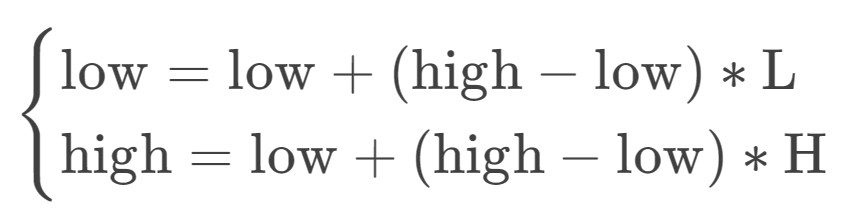 low = low + (high − low) ∗ L
high = low + (high − low) ∗ H